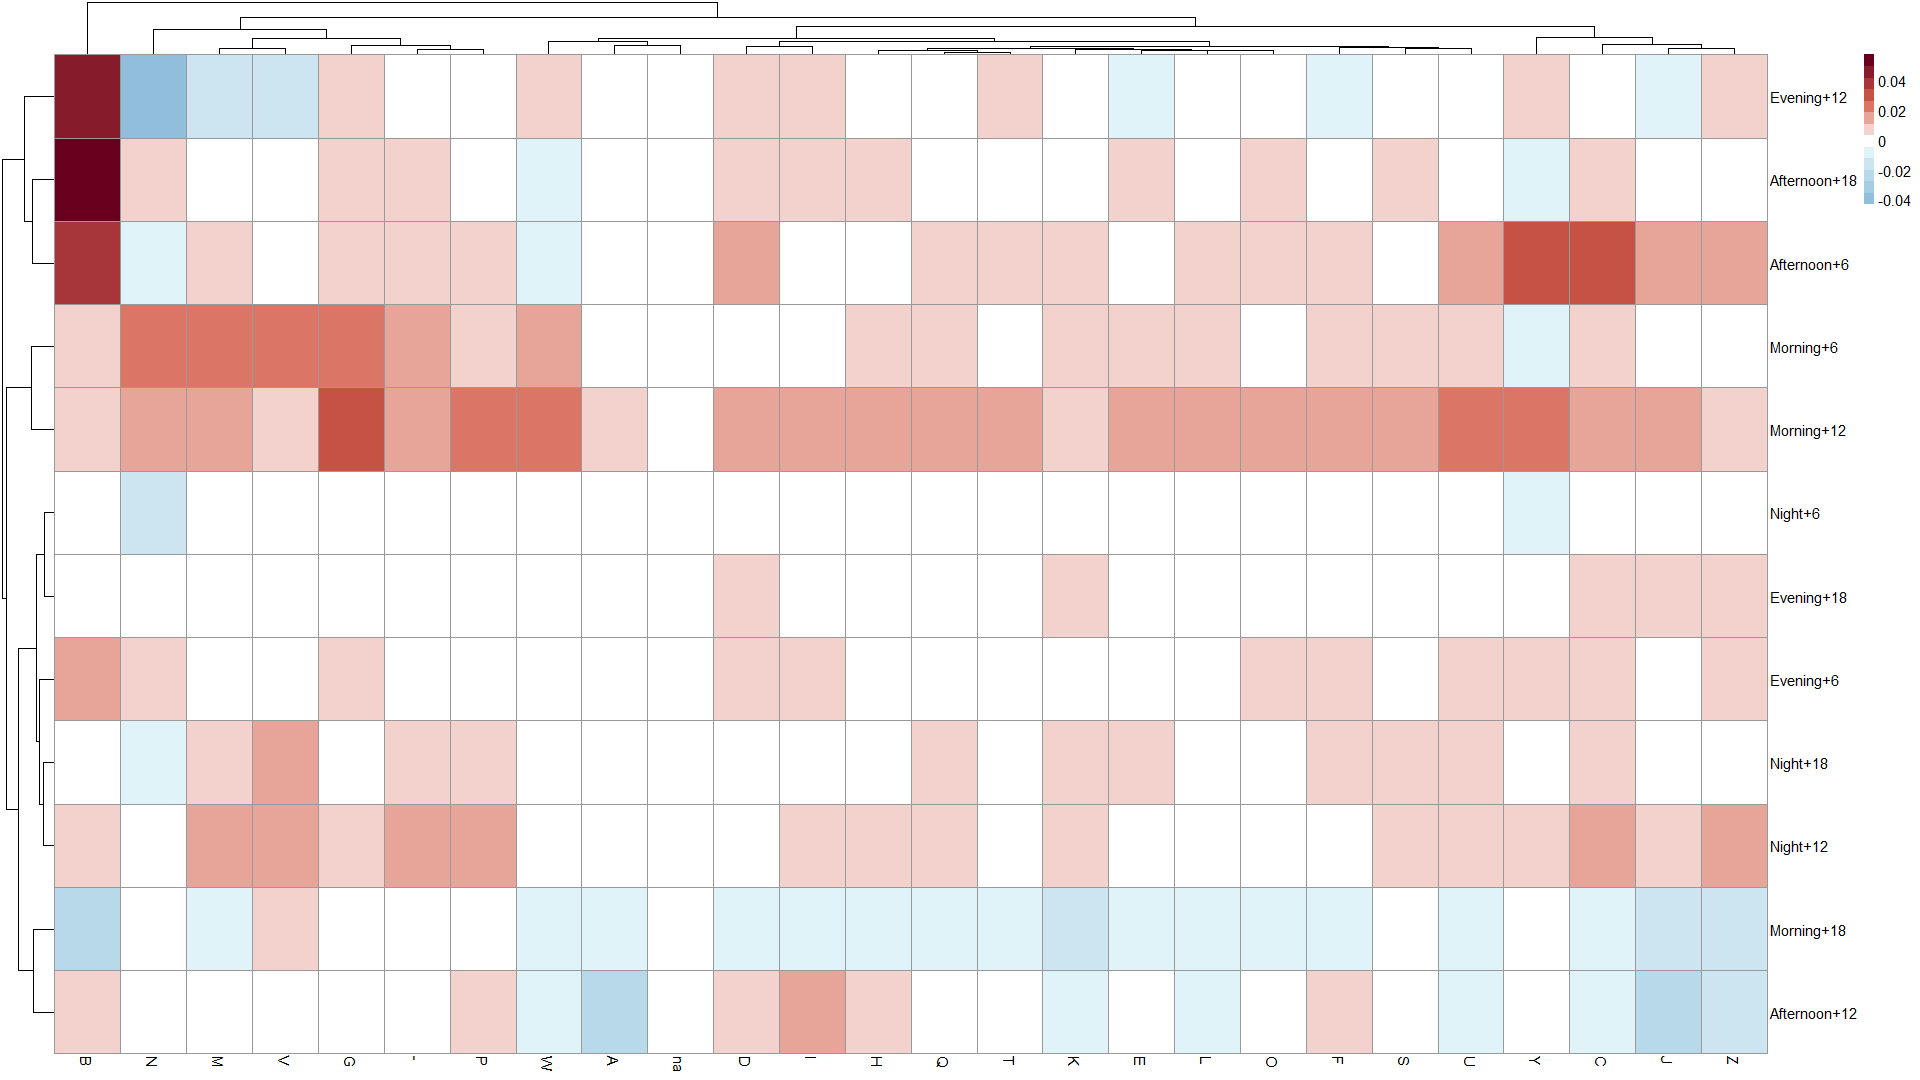 0.04
0.02
0
-0.02
-0.04
Evening+12
Afternoon+18
Afternoon+6
Morning+6
Morning+12
Night+6
Evening+18
Evening+6
Night+18
Night+12
Morning+18
Afternoon+12
B N M V G - P W A na D I H Q T K E L O F S U Y C J Z